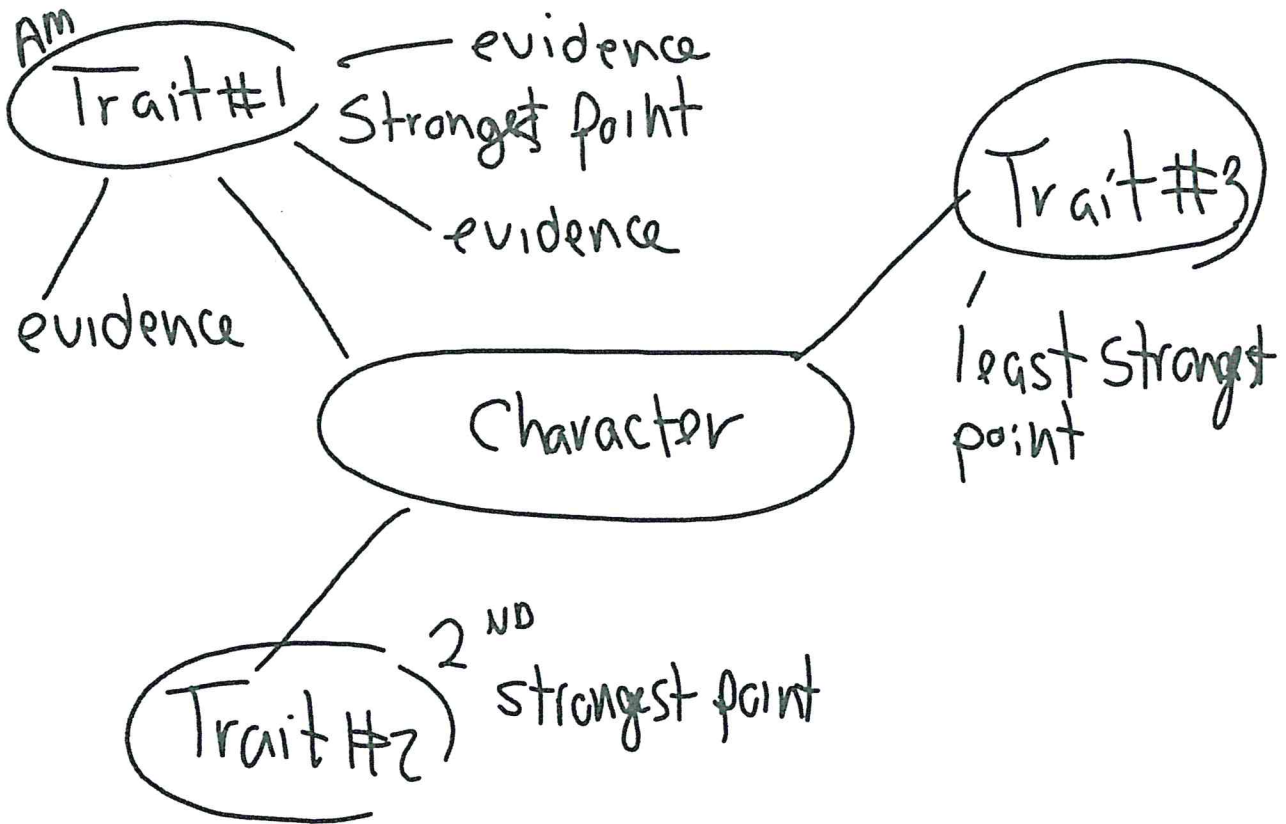 Am
Trait #1
evidence
Strongest Point
evidence
evidence
Trait #3
least strongest
point
Character
Trait #2
2ND
strongest point